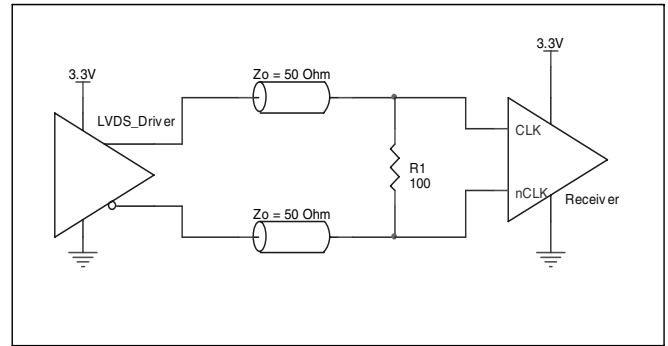 3.3V
3.3V
Zo = 50 Ohm
LVDS_Driver
CLK
R1
100
nCLK
Receiver
Zo = 50 Ohm